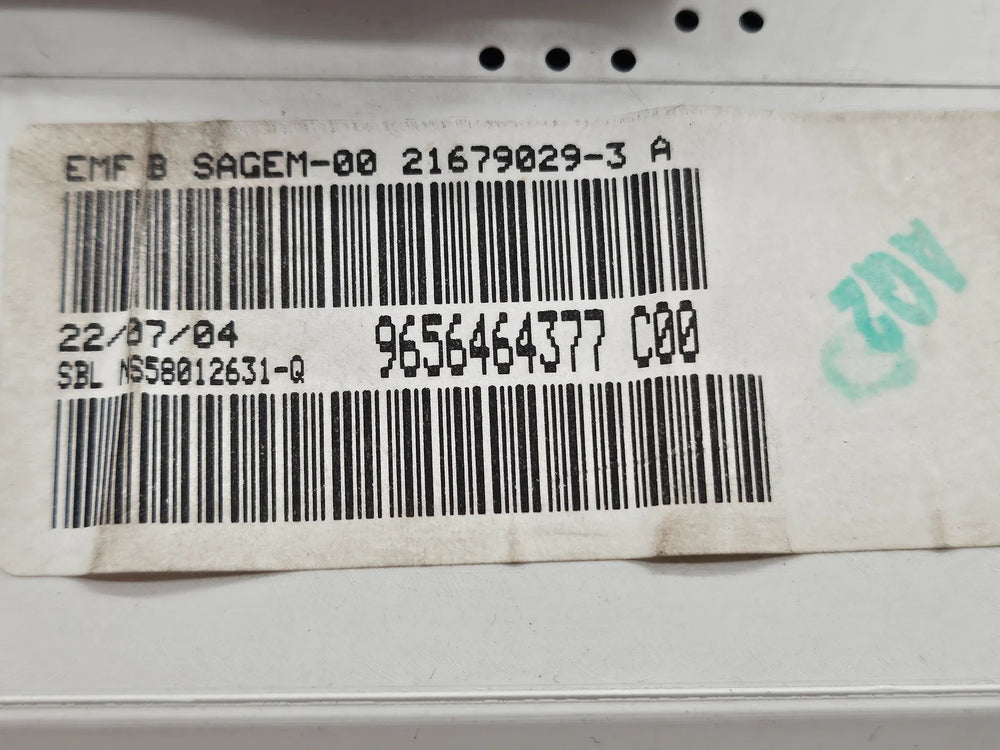 EMF B SAGEM-00 21679029-3 A
22/07/04
9656464377 C00
SBL NS58012631-Q
A02